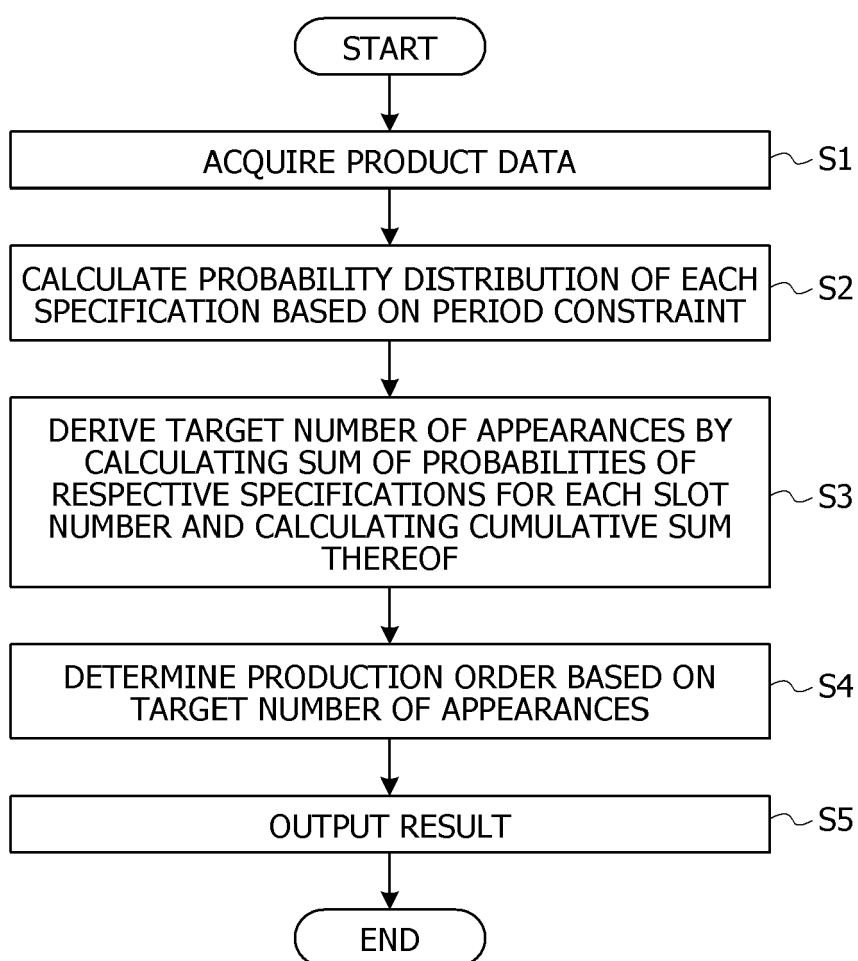 START
ACQUIRE PRODUCT DATA
S1
CALCULATE PROBABILITY DISTRIBUTION OF EACH
SPECIFICATION BASED ON PERIOD CONSTRAINT
S2
DERIVE TARGET NUMBER OF APPEARANCES BY
CALCULATING SUM OF PROBABILITIES OF
RESPECTIVE SPECIFICATIONS FOR EACH SLOT
NUMBER AND CALCULATING CUMULATIVE SUM
THEREOF
S3
DETERMINE PRODUCTION ORDER BASED ON
TARGET NUMBER OF APPEARANCES
S4
OUTPUT RESULT
S5
END